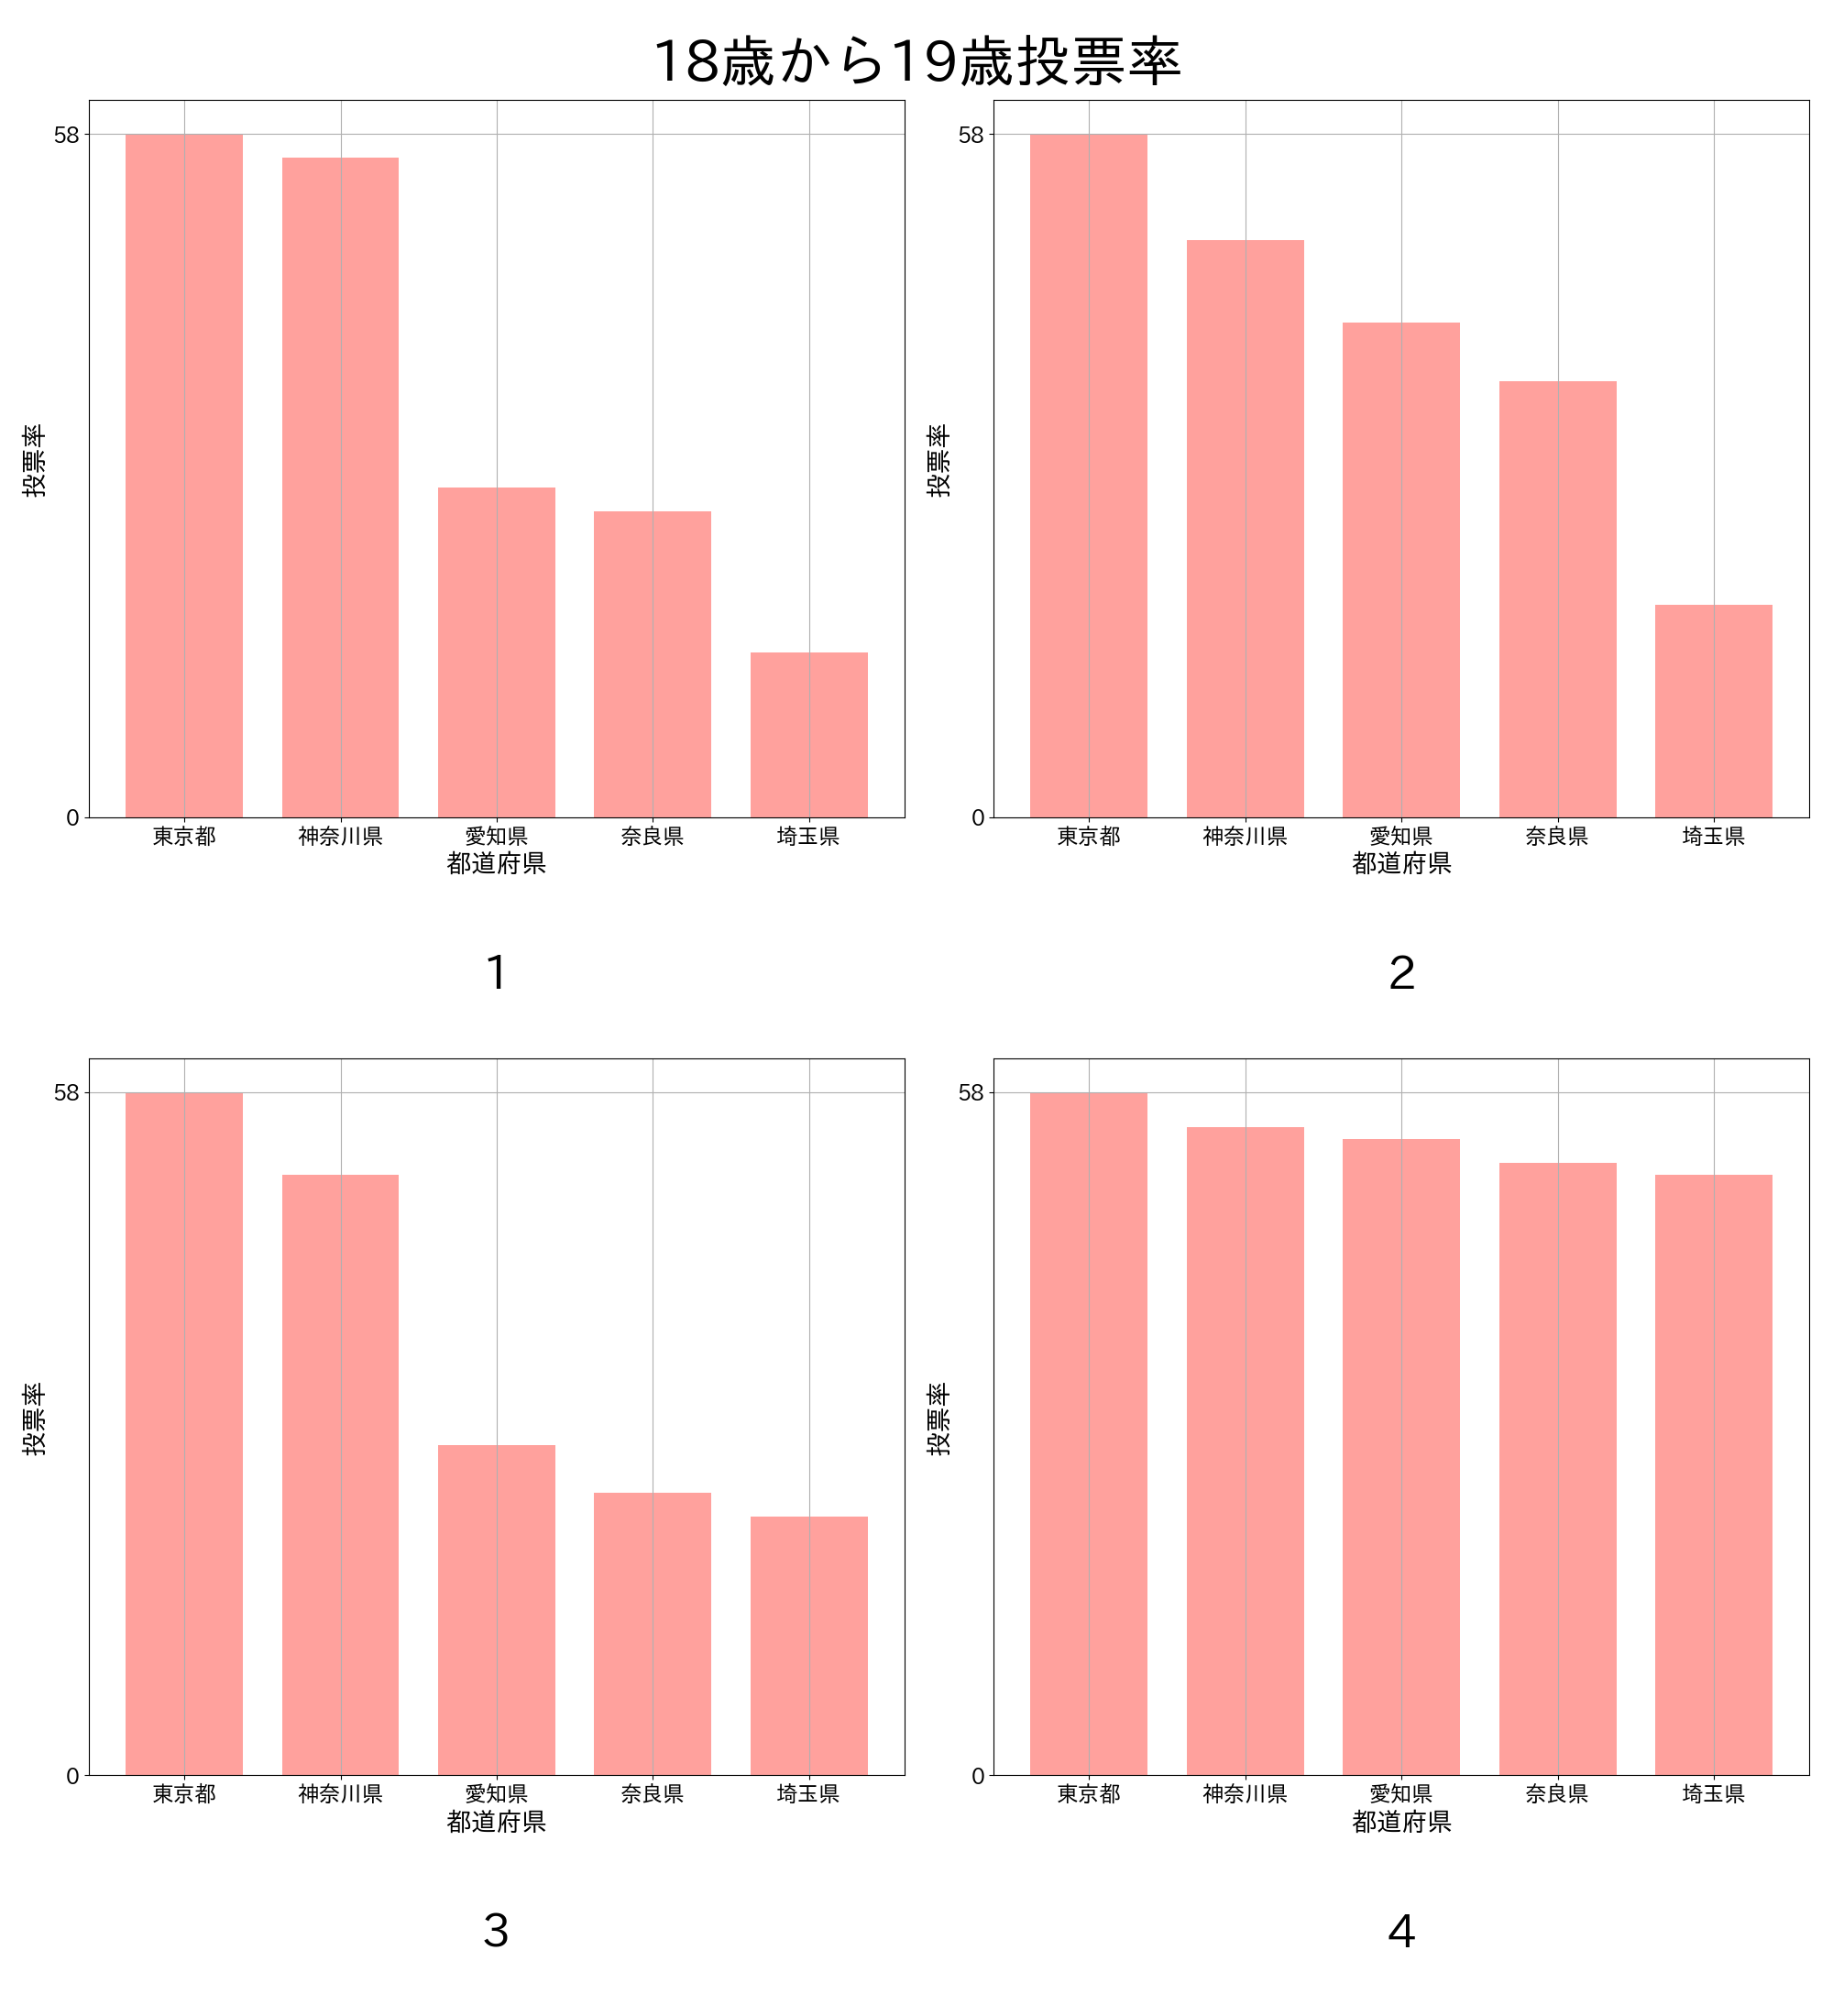 18歳から19歳投票率
58
0
投票率
東京都 神奈川県 愛知県 奈良県 埼玉県
都道府県
1
58
0
投票率
東京都 神奈川県 愛知県 奈良県 埼玉県
都道府県
2
58
0
投票率
東京都 神奈川県 愛知県 奈良県 埼玉県
都道府県
3
58
0
投票率
東京都 神奈川県 愛知県 奈良県 埼玉県
都道府県
4